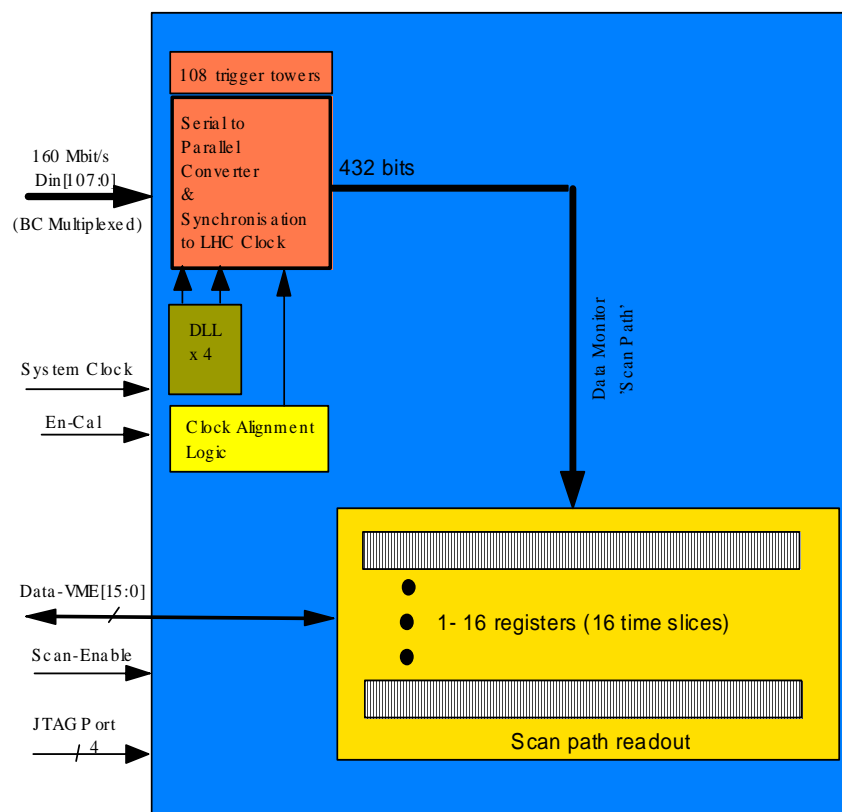 108 trigger towers
Serial to
Parallel
Converter
&
Synchronisation
to LHC Clock
432 bits
160 Mbit/s
Din[107:0]
(BC Multiplexed)
DLL
x 4
Data Monitor
'Scan Path'
System Clock
En-Cal
Clock Alignment
Logic
Data-VME[15:0]
1- 16 registers (16 time slices)
Scan-Enable
JTAG Port
4
Scan path readout